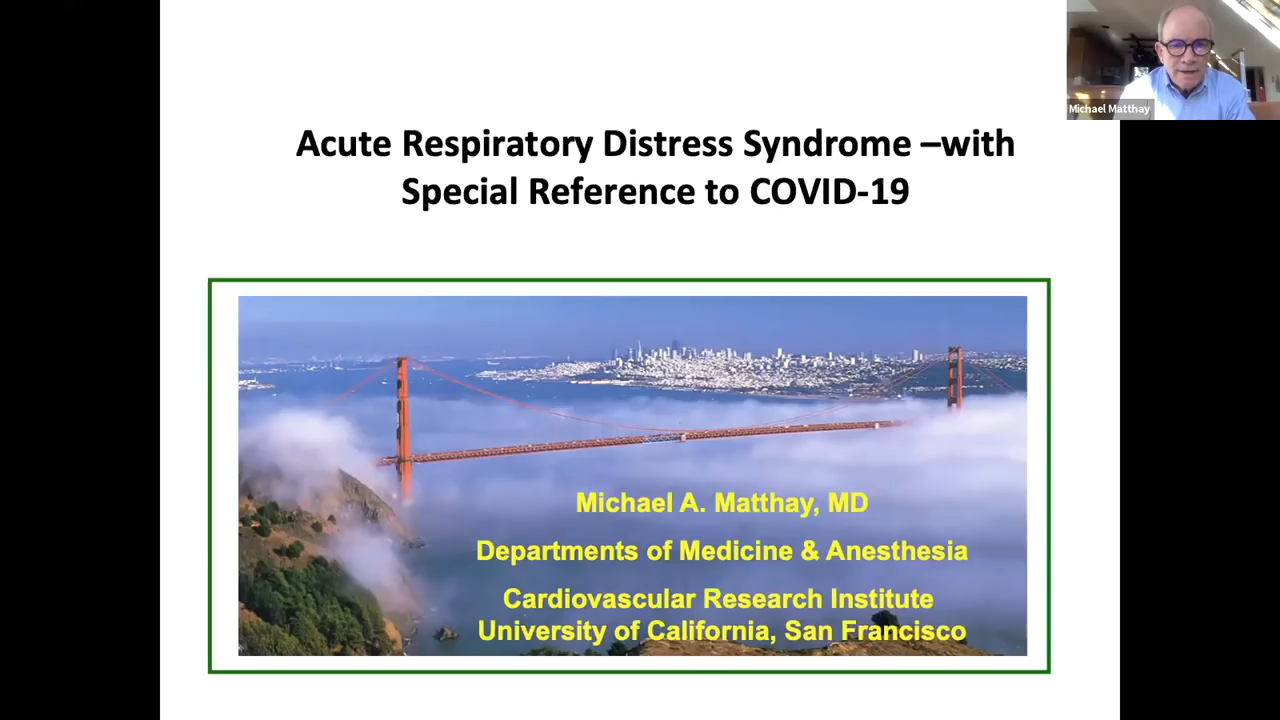 Michael Matthay
Acute Respiratory Distress Syndrome –with
Special Reference to COVID-19
Michael A. Matthay, MD
Departments of Medicine & Anesthesia
Cardiovascular Research Institute
University of California, San Francisco